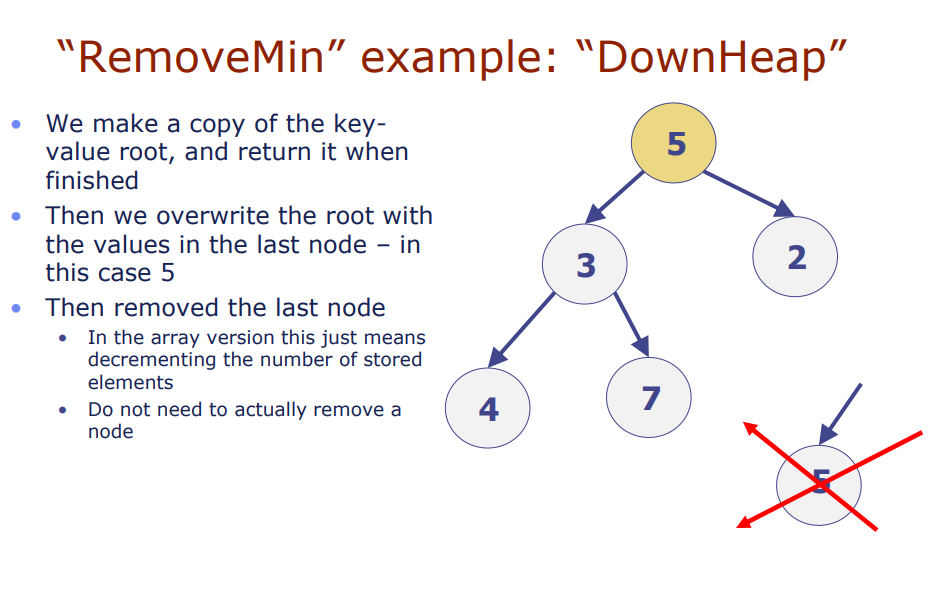 “RemoveMin” example: “DownHeap”
• We make a copy of the key-
value root, and return it when
finished
• Then we overwrite the root with
the values in the last node – in
this case 5
• Then removed the last node
• In the array version this just means
decrementing the number of stored
elements
• Do not need to actually remove a
node
5
3
2
4
7
5